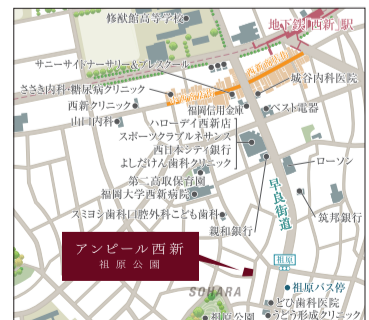 修猷館高等学校
地下鉄「西新」駅
サニーサイドナーサリー&プレスクール
ささき内科・糖尿病クリニック
城谷内科医院
西新クリニック
福岡信用金庫
ベスト電器
山口内科
ハローデイ西新店
スポーツクラブルネサンス
西日本シティ銀行
よしだけん歯科クリニック
ローソン
第二高取保育園
福岡大学西新病院
早良街道
スミヨシ歯科口腔外科こども歯科
筑邦銀行
親和銀行
アンピール西新
祖原公園
祖原
SOHARA
祖原バス停
とひ歯科医院
祖原公園
うどう形成クリニック